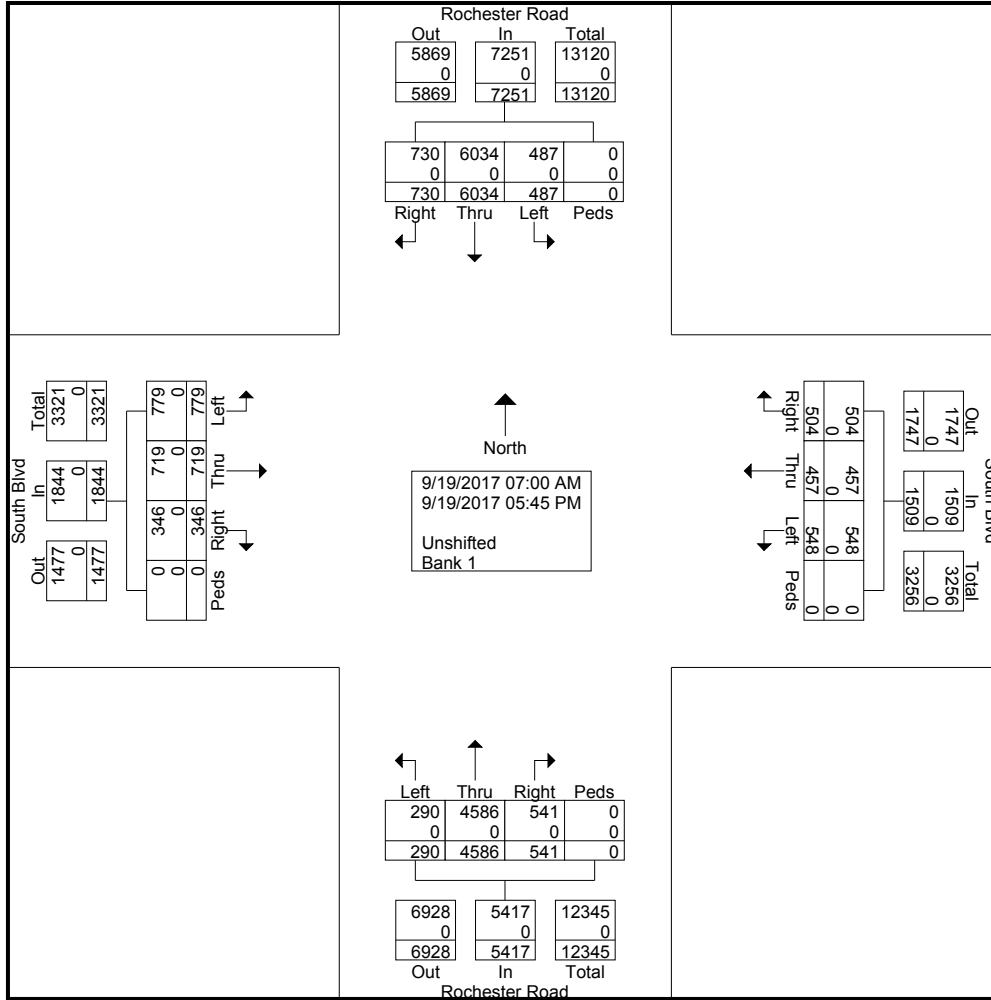 Rochester Road
Out In Total
5869 7251 13120
0 0 0
5869 7251 13120
730 6034 487 0
0 0 0 0
730 6034 487 0
Right Thru Left Peds
South Blvd
Total In Out
3321 1844 1477
0 0 0
3321 1844 1477
779 719 346 0
0 0 0 0
779 719 346 0
Left Thru Right Peds
North
9/19/2017 07:00 AM
9/19/2017 05:45 PM
Unshifted
Bank 1
Right Thru Left Peds
504 457 548 0
0 0 0 0
504 457 548 0
1747 1509 3256
0 0 0
1747 1509 3256
Out In Total
South Blvd
Left Thru Right Peds
290 4586 541 0
0 0 0 0
290 4586 541 0
6928 5417 12345
0 0 0
6928 5417 12345
Out In Total
Rochester Road